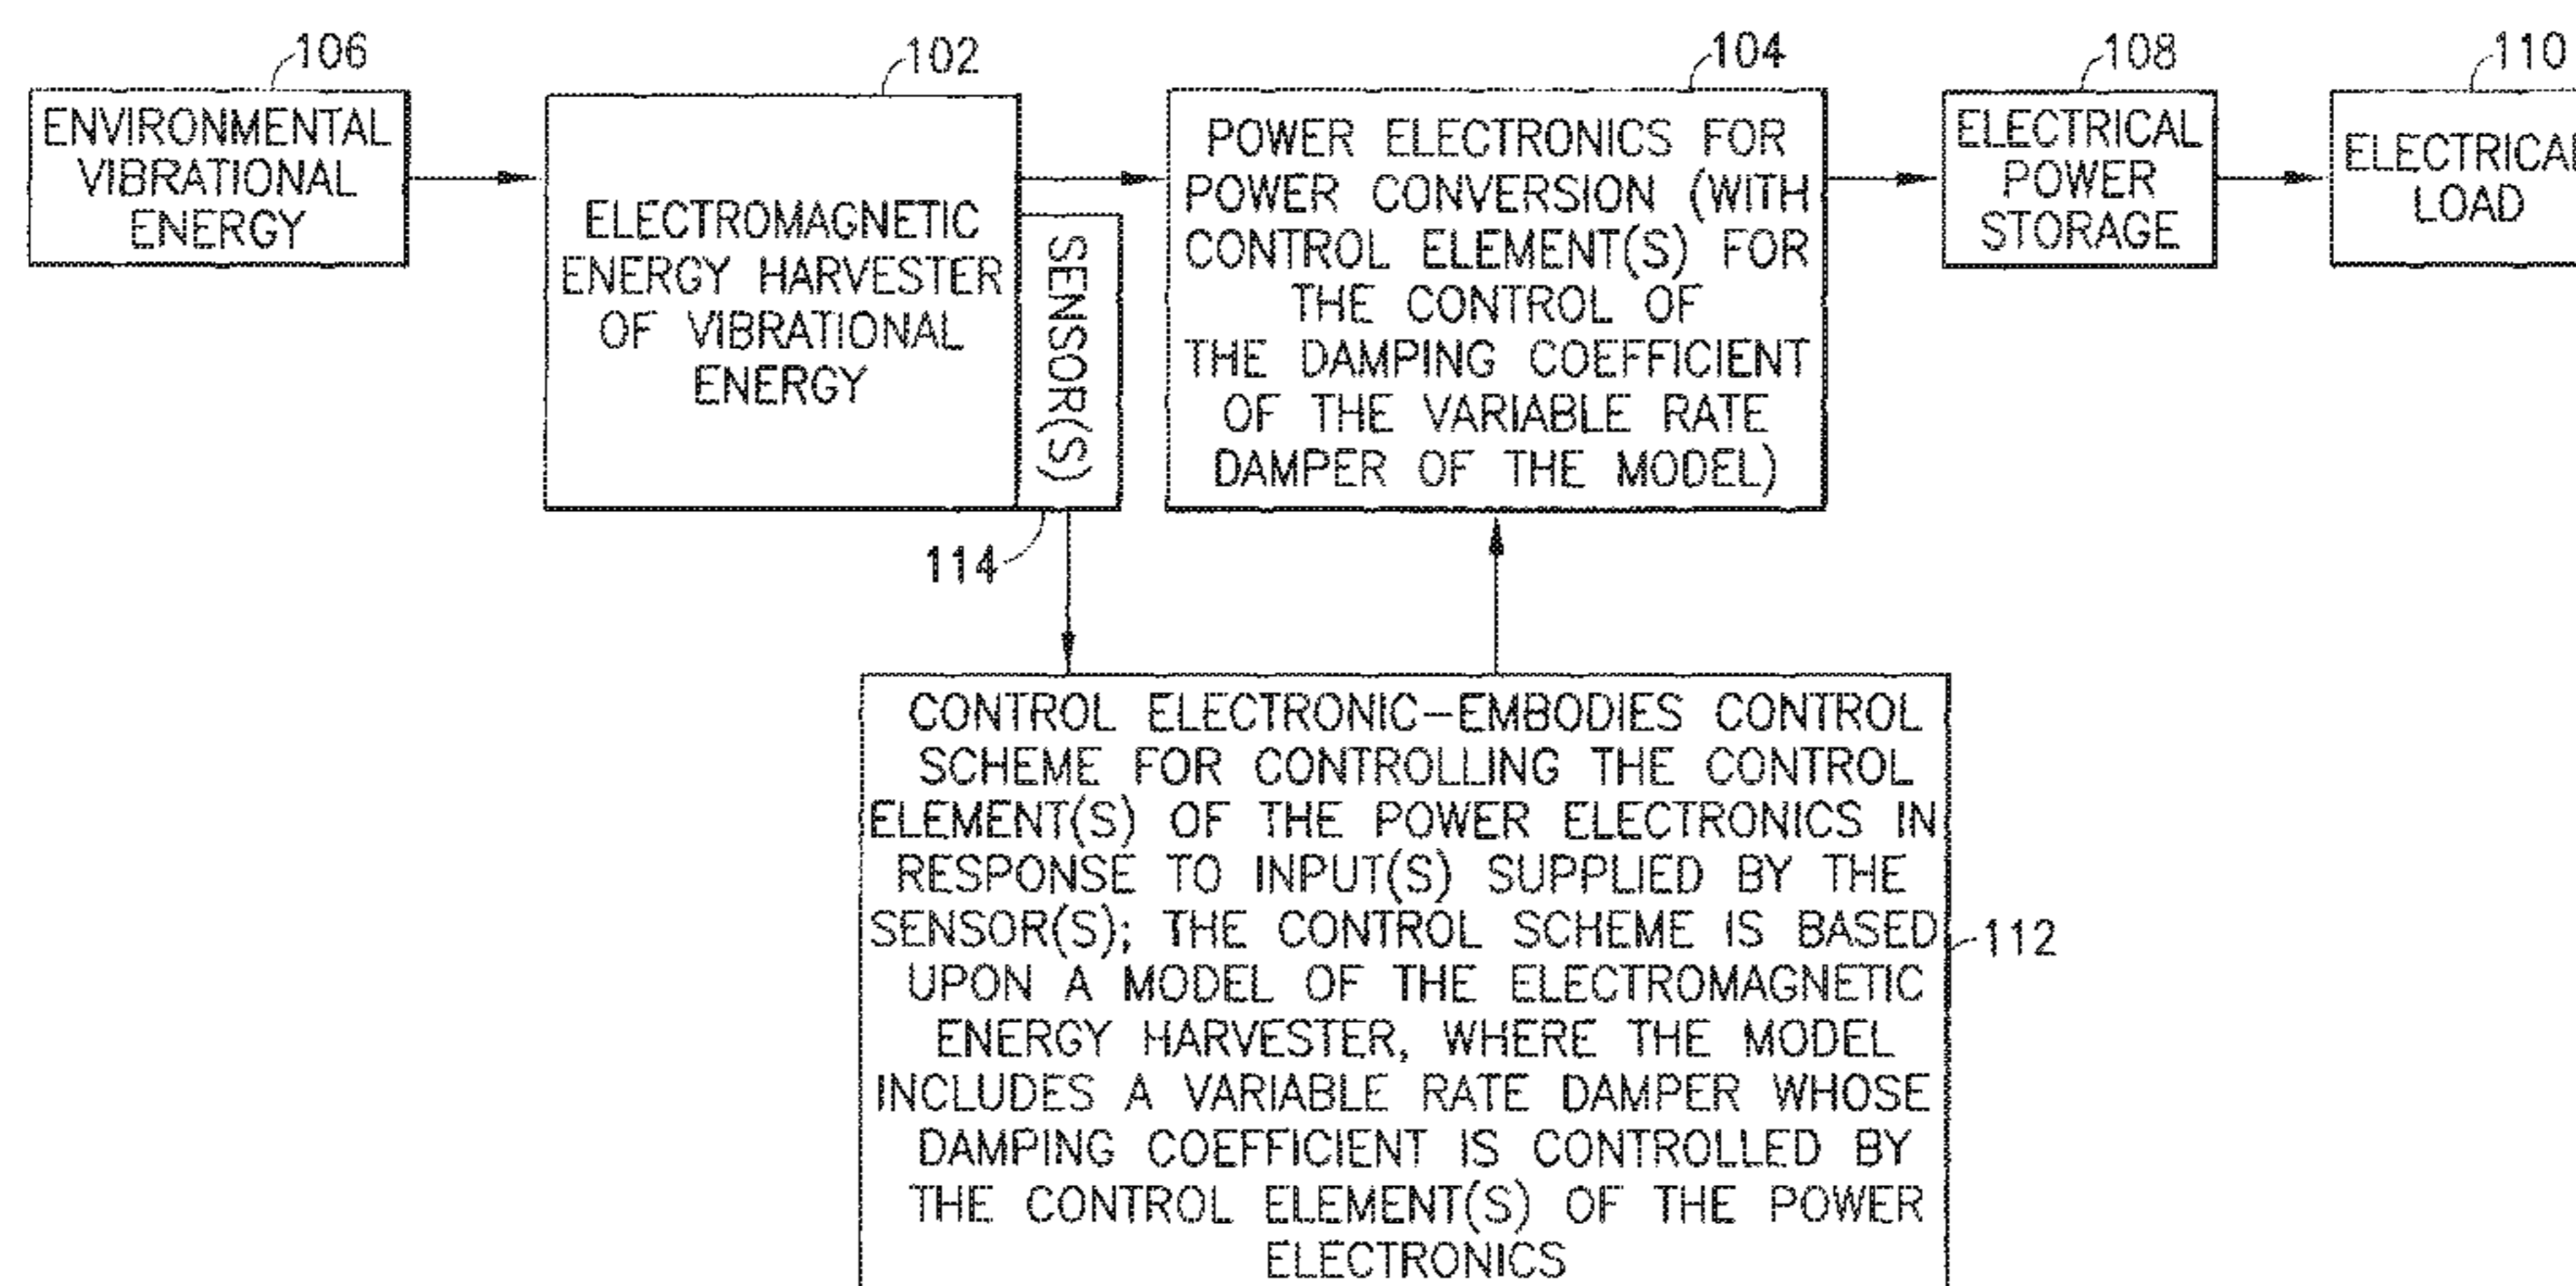 106
102
104
108
110
ENVIRONMENTAL
VIBRATIONAL
ENERGY
ELECTROMAGNETIC
ENERGY HARVESTER
OF VIBRATIONAL
ENERGY
SENSOR(S)
POWER ELECTRONICS FOR
POWER CONVERSION (WITH
CONTROL ELEMENT(S) FOR
THE CONTROL OF
THE DAMPING COEFFICIENT
OF THE VARIABLE RATE
DAMPER OF THE MODEL)
ELECTRICAL
POWER
STORAGE
ELECTRICAL
LOAD
114
CONTROL ELECTRONIC–EMBODIES CONTROL
SCHEME FOR CONTROLLING THE CONTROL
ELEMENT(S) OF THE POWER ELECTRONICS IN
RESPONSE TO INPUT(S) SUPPLIED BY THE
SENSOR(S); THE CONTROL SCHEME IS BASED
UPON A MODEL OF THE ELECTROMAGNETIC
ENERGY HARVESTER, WHERE THE MODEL
INCLUDES A VARIABLE RATE DAMPER WHOSE
DAMPING COEFFICIENT IS CONTROLLED BY
THE CONTROL ELEMENT(S) OF THE POWER
ELECTRONICS
112